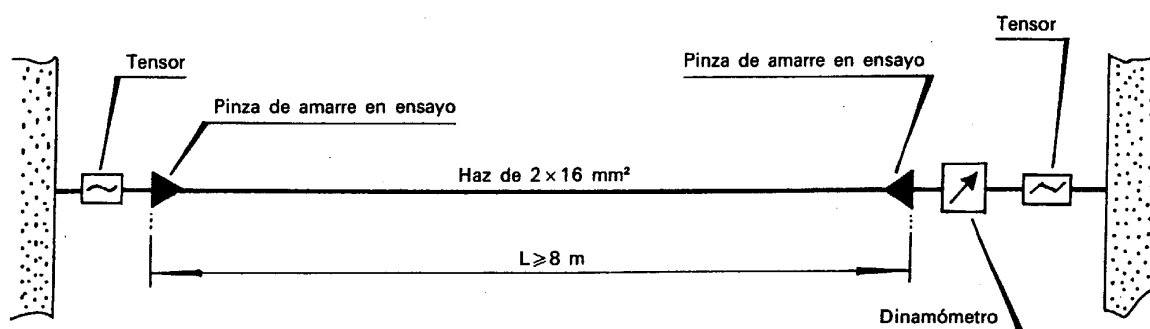 Tensor
Pinza de amarre en ensayo
Pinza de amarre en ensayo
Tensor
Haz de 2×16 mm²
L⩾8 m
Dinamómetro